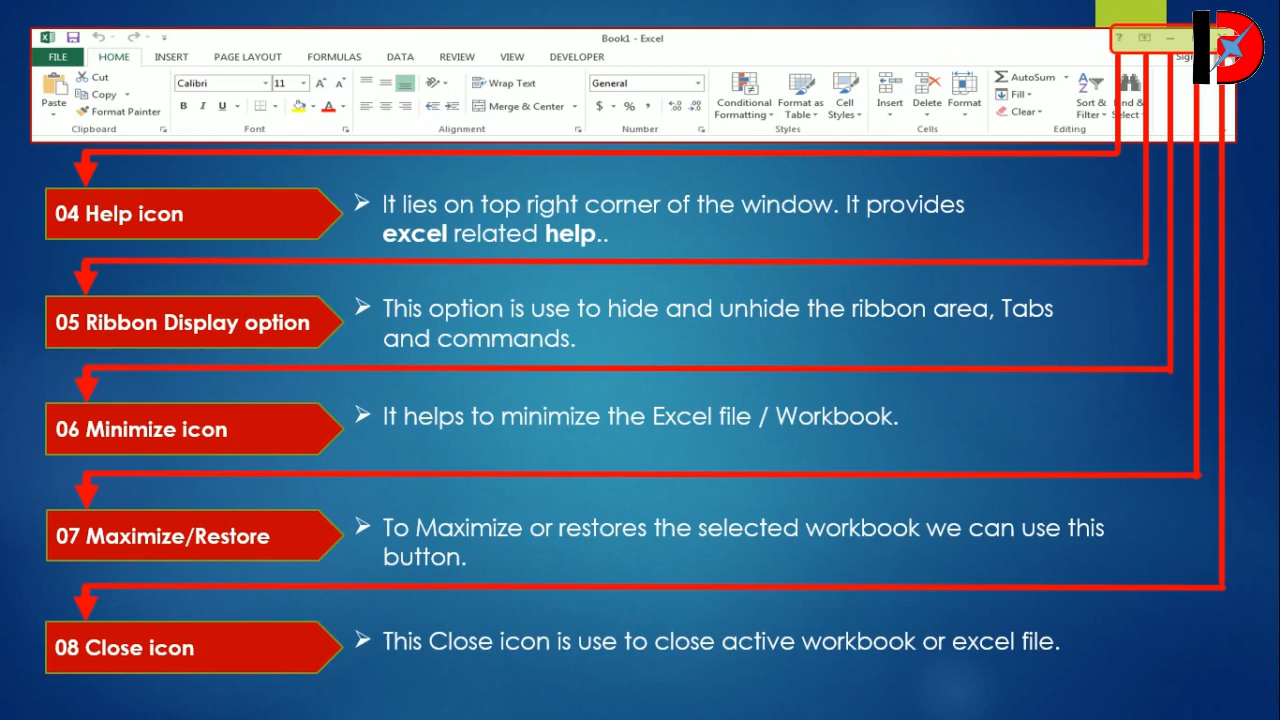 Book1 - Excel
?
FILE HOME INSERT PAGE LAYOUT FORMULAS DATA REVIEW VIEW DEVELOPER
Cut
Copy
Format Painter
Paste
Clipboard
Calibri 11
B I U
Font
Wrap Text
Merge & Center
Alignment
General
$ % ,
Number
Conditional Formatting
Format as Table
Cell Styles
Styles
Insert Delete Format
Cells
AutoSum
Fill
Clear
Sort & Filter
Find & Select
Editing
04 Help icon
It lies on top right corner of the window. It provides
excel related help..
05 Ribbon Display option
This option is use to hide and unhide the ribbon area, Tabs
and commands.
06 Minimize icon
It helps to minimize the Excel file / Workbook.
07 Maximize/Restore
To Maximize or restores the selected workbook we can use this
button.
08 Close icon
This Close icon is use to close active workbook or excel file.